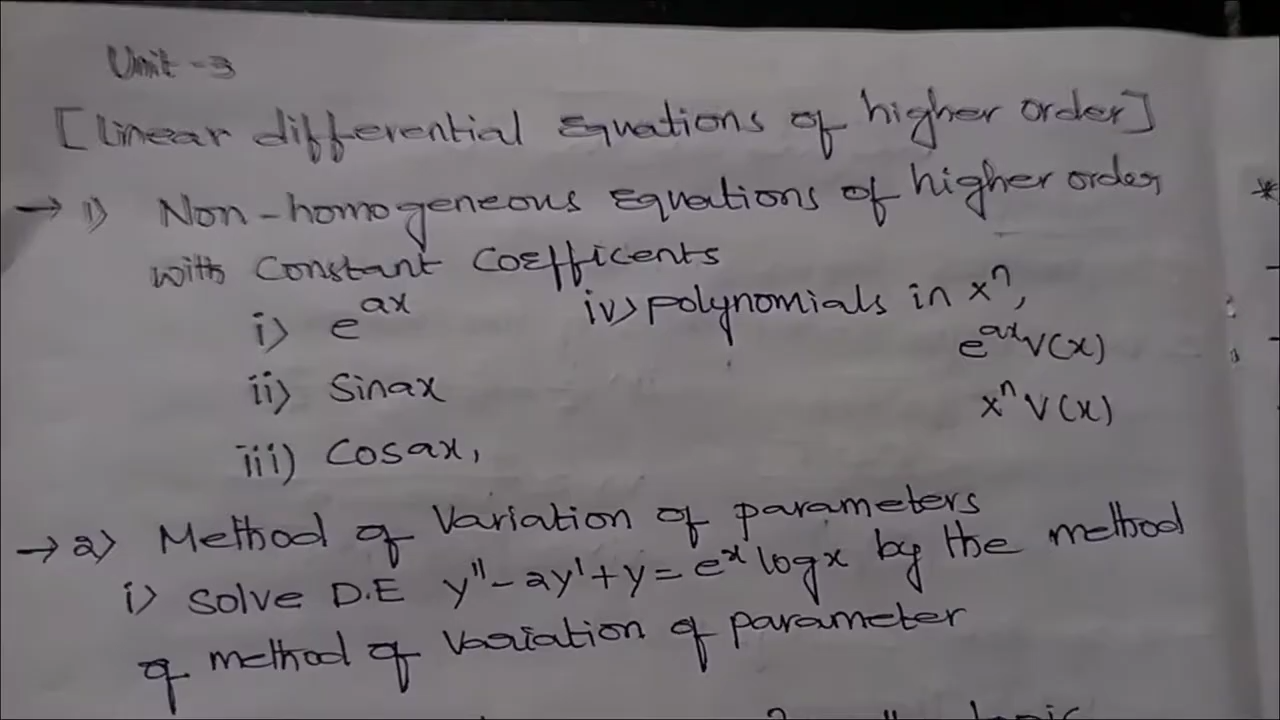 Unit-3
[Linear differential Equations of higher order]
→ 1) Non-homogeneous Equations of higher order
with Constant Coefficents
i) e^ax
iv) polynomials in x^n,
e^ax V(x)
ii) Sinax
x^n V(x)
iii) Cosax,
→ 2) Method of Variation of parameters
i) Solve D.E y''-2y'+y=e^x logx by the method
of method of variation of parameter